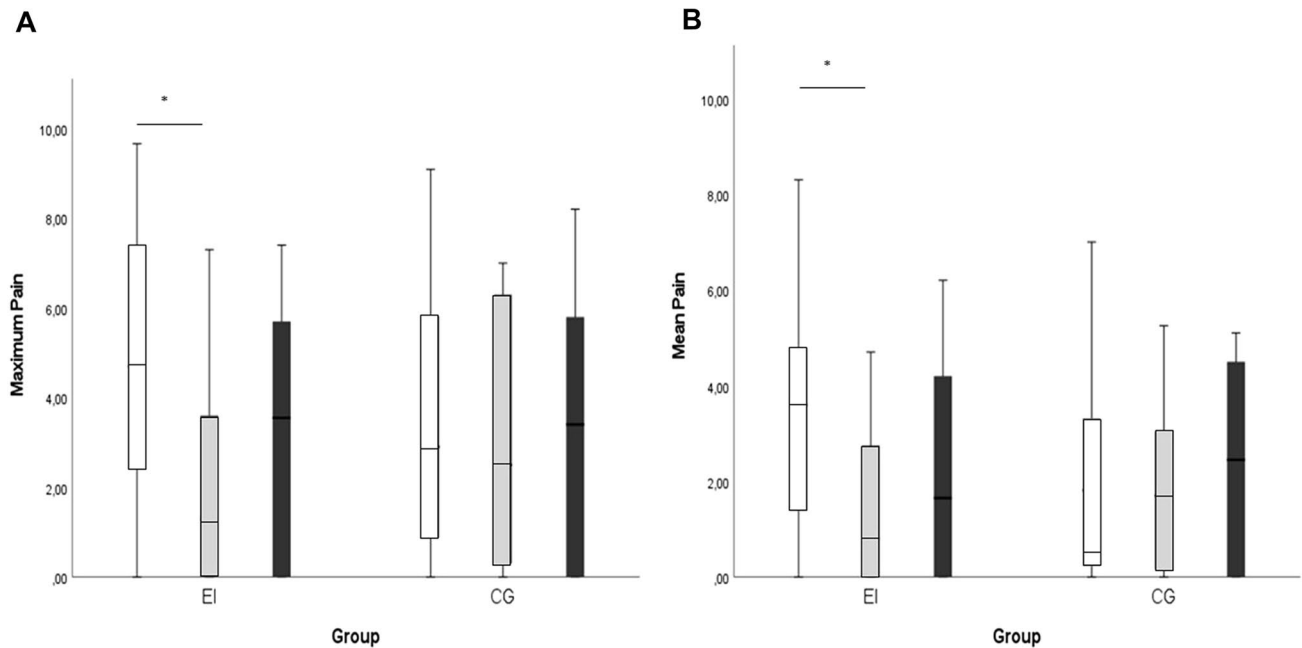 A
*
10,00
8,00
6,00
4,00
2,00
,00
Maximum Pain
EI
CG
Group
B
*
10,00
8,00
6,00
4,00
2,00
,00
Mean Pain
EI
CG
Group